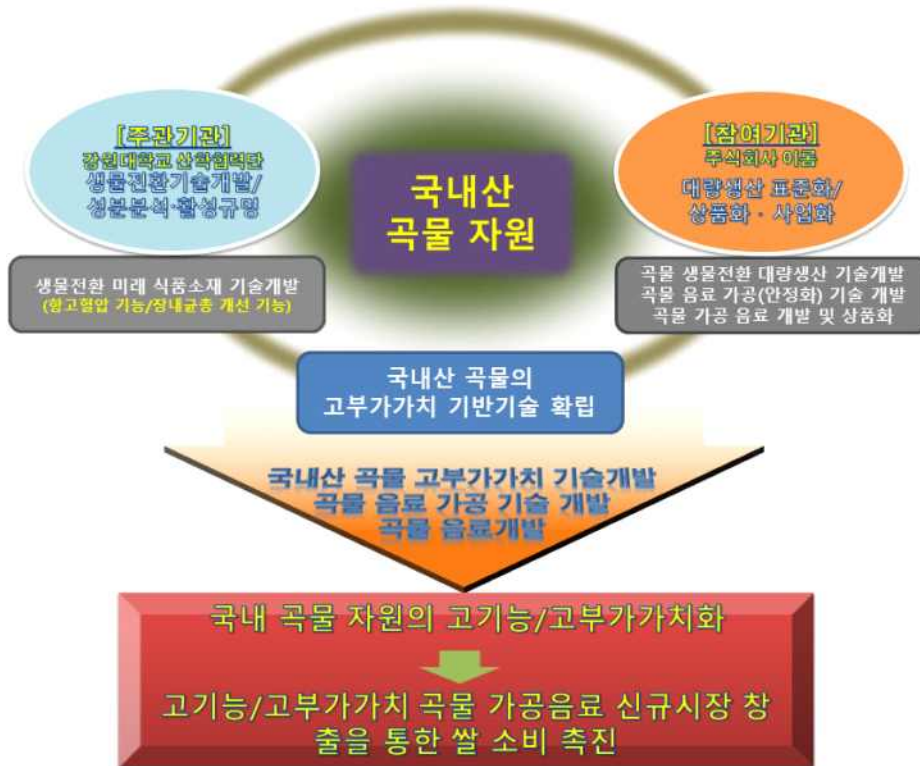 [주관기관]
강원대학교 산학협력단
생물전환기술개발/
성분분석·활성규명
국내산
곡물 자원
[참여기관]
주식회사 이롬
대량생산 표준화/
상품화 · 사업화
생물전환 미래 식품소재 기술개발
(항고혈압 기능/장내균총 개선 기능)
곡물 생물전환 대량생산 기술개발
곡물 음료 가공(안정화) 기술 개발
곡물 가공 음료 개발 및 상품화
국내산 곡물의
고부가가치 기반기술 확립
국내산 곡물 고부가가치 기술개발
곡물 음료 가공 기술 개발
곡물 음료개발
국내 곡물 자원의 고기능/고부가가치화
고기능/고부가가치 곡물 가공음료 신규시장 창
출을 통한 쌀 소비 촉진